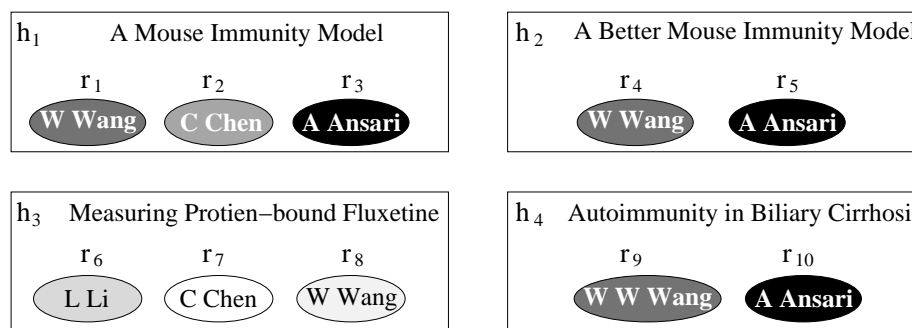 h1 A Mouse Immunity Model
r1 r2 r3
W Wang C Chen A Ansari
h2 A Better Mouse Immunity Model
r4 r5
W Wang A Ansari
h3 Measuring Protien−bound Fluxetine
r6 r7 r8
L Li C Chen W Wang
h4 Autoimmunity in Biliary Cirrhosi
r9 r10
W W Wang A Ansari